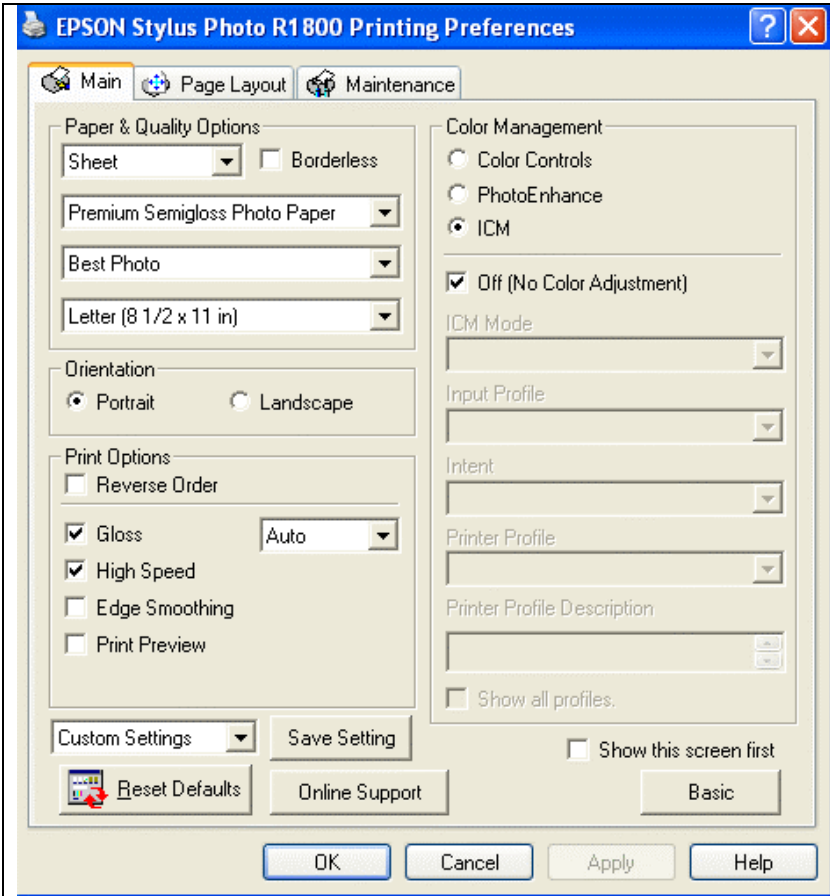 EPSON Stylus Photo R1800 Printing Preferences
Main
Page Layout
Maintenance
Paper & Quality Options
Sheet
Borderless
Premium Semigloss Photo Paper
Best Photo
Letter (8 1/2 x 11 in)
Orientation
Portrait
Landscape
Print Options
Reverse Order
Gloss
Auto
High Speed
Edge Smoothing
Print Preview
Color Management
Color Controls
PhotoEnhance
ICM
Off (No Color Adjustment)
ICM Mode
Input Profile
Intent
Printer Profile
Printer Profile Description
Show all profiles.
Custom Settings
Save Setting
Show this screen first
Reset Defaults
Online Support
Basic
OK
Cancel
Apply
Help